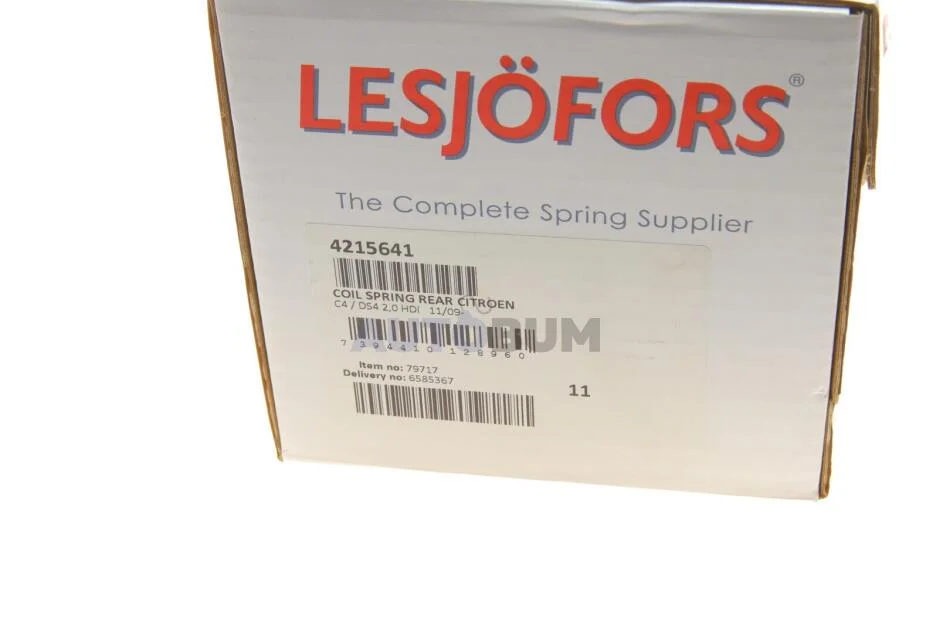 LESJÖFORS®
The Complete Spring Supplier
4215641
COIL SPRING REAR CITROEN
C4 / DS4 2,0 HDI 11/09-
AUTOBUM
7 394410 128960
Item no: 79717
Delivery no: 6585367
11